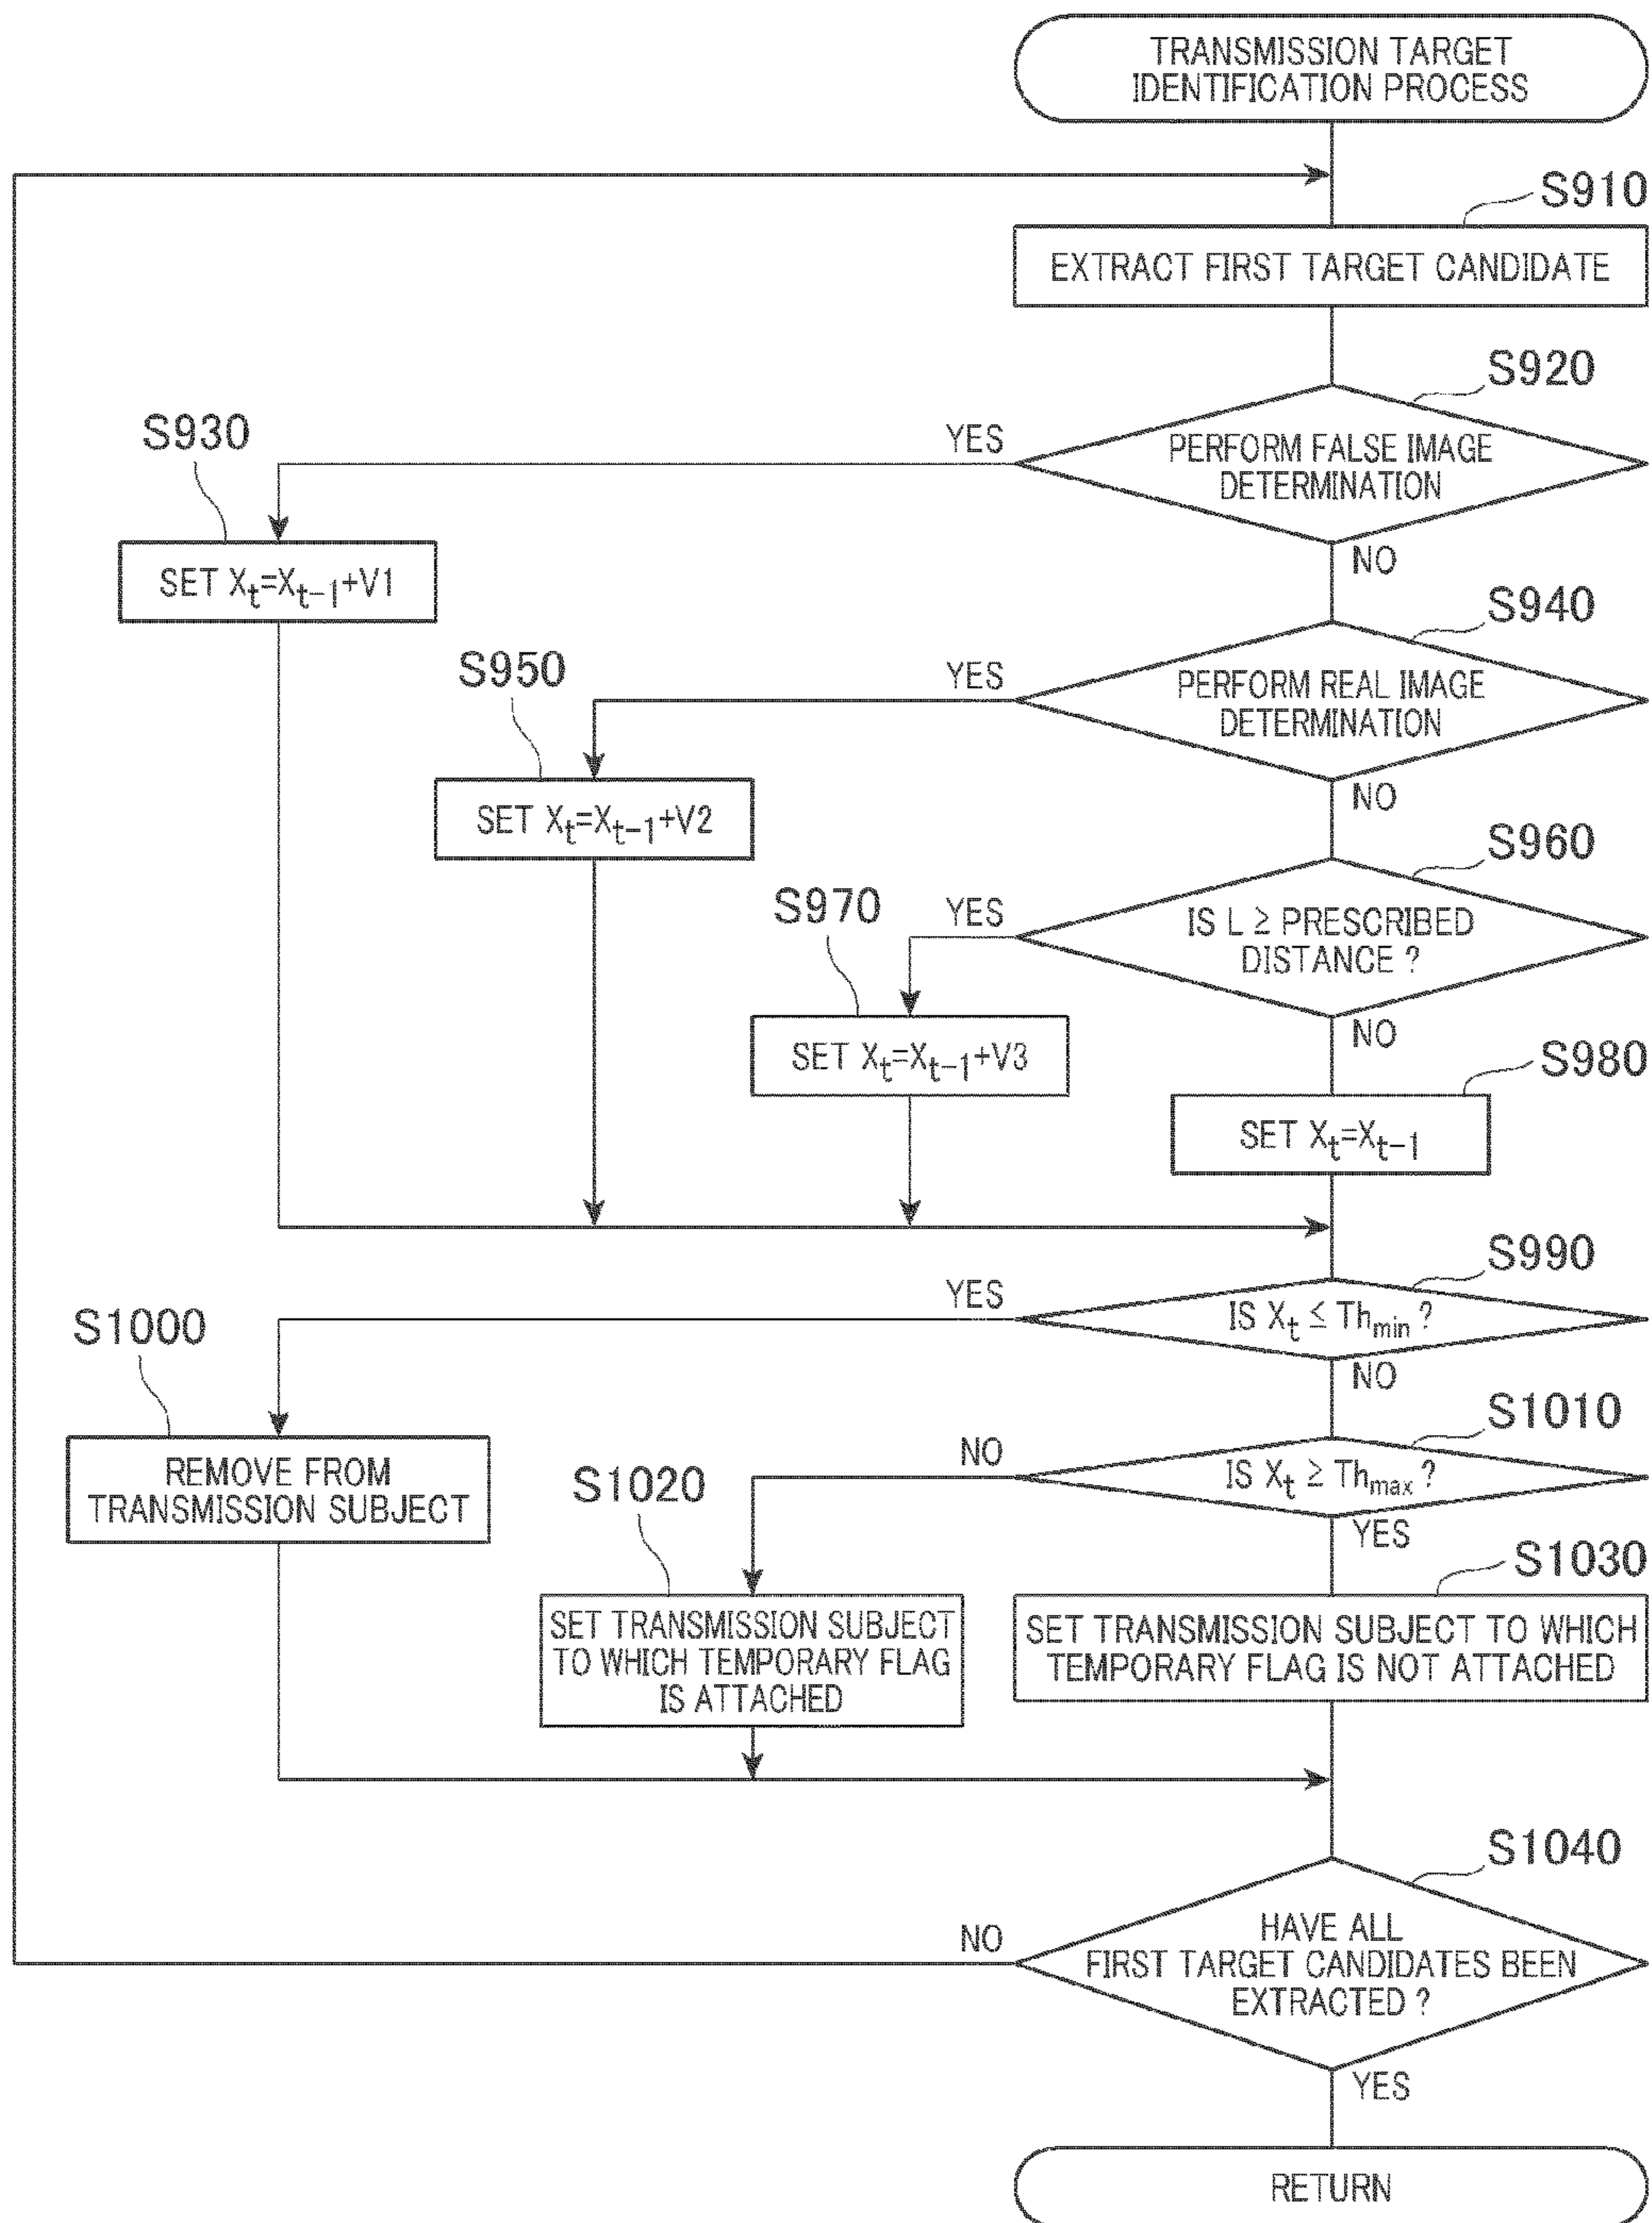 TRANSMISSION TARGET
IDENTIFICATION PROCESS
S910
EXTRACT FIRST TARGET CANDIDATE
S920
YES
PERFORM FALSE IMAGE
DETERMINATION
NO
S930
SET Xt=Xt-1+V1
S940
YES
PERFORM REAL IMAGE
DETERMINATION
NO
S950
SET Xt=Xt-1+V2
S960
YES
IS L ≥ PRESCRIBED
DISTANCE ?
NO
S970
SET Xt=Xt-1+V3
S980
SET Xt=Xt-1
S990
YES
IS Xt ≤ Thmin ?
NO
S1000
REMOVE FROM
TRANSMISSION SUBJECT
S1010
NO
IS Xt ≥ Thmax ?
YES
S1020
SET TRANSMISSION SUBJECT
TO WHICH TEMPORARY FLAG
IS ATTACHED
S1030
SET TRANSMISSION SUBJECT TO WHICH
TEMPORARY FLAG IS NOT ATTACHED
S1040
NO
HAVE ALL
FIRST TARGET CANDIDATES BEEN
EXTRACTED ?
YES
RETURN